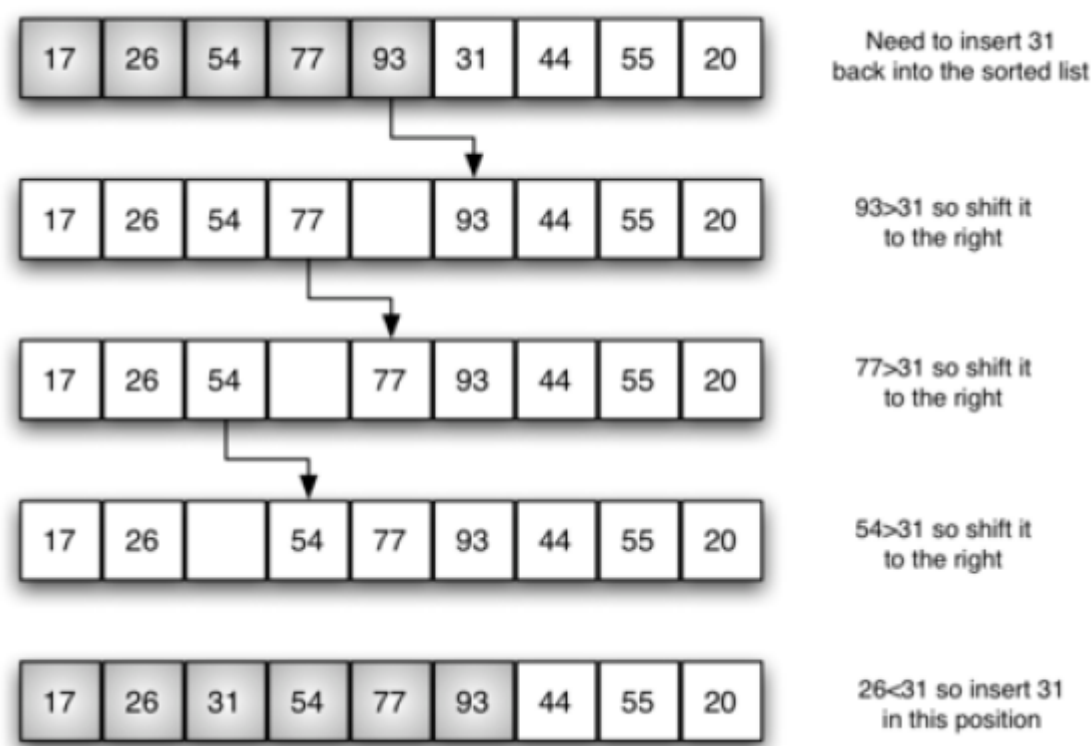 17 26 54 77 93 31 44 55 20
Need to insert 31
back into the sorted list
17 26 54 77 93 44 55 20
93>31 so shift it
to the right
17 26 54 77 93 44 55 20
77>31 so shift it
to the right
17 26 54 77 93 44 55 20
54>31 so shift it
to the right
17 26 31 54 77 93 44 55 20
26<31 so insert 31
in this position